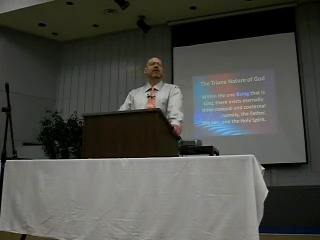 The Triune Nature of God
Within the one Being that is
God, there exists eternally
three coequal and coeternal
namely, the Father,
the Son, and the Holy Spirit.